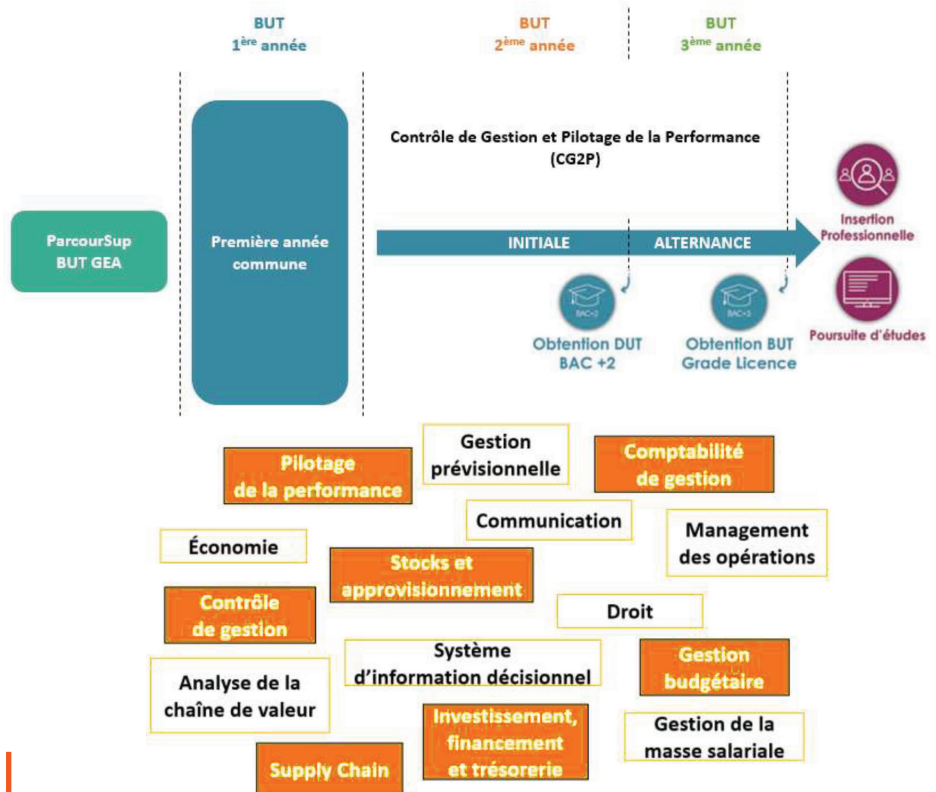 BUT
1ère année
BUT
2ème année
BUT
3ème année
Contrôle de Gestion et Pilotage de la Performance
(CG2P)
ParcourSup
BUT GEA
Première année
commune
INITIALE
ALTERNANCE
Insertion
Professionnelle
BAC+2
Obtention DUT
BAC +2
BAC+3
Obtention BUT
Grade Licence
Poursuite d'études
Pilotage
de la performance
Gestion
prévisionnelle
Comptabilité
de gestion
Communication
Management
des opérations
Économie
Stocks et
approvisionnement
Contrôle
de gestion
Droit
Système
d'information décisionnel
Gestion
budgétaire
Analyse de la
chaîne de valeur
Investissement,
financement
et trésorerie
Gestion de la
masse salariale
Supply Chain